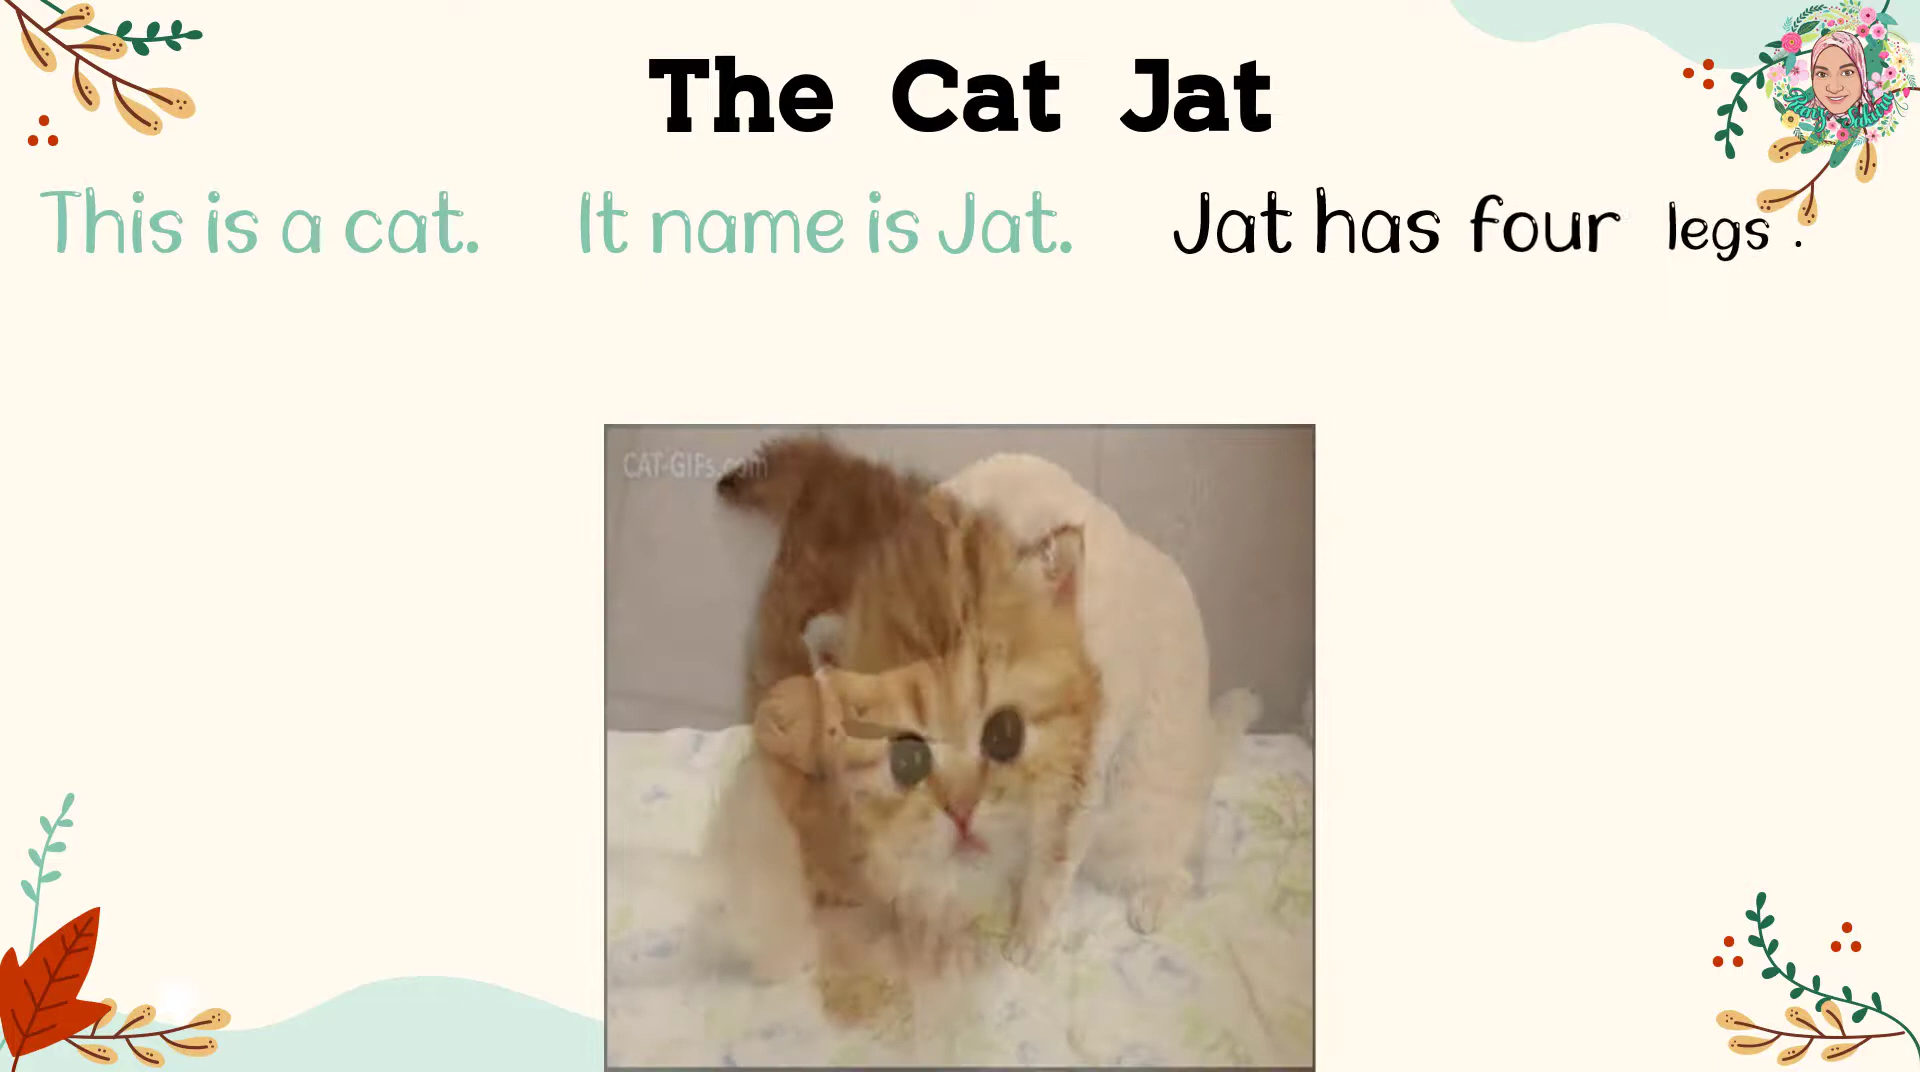 The Cat Jat
This is a cat. It name is Jat. Jat has four legs .
CAT-GIFs.com